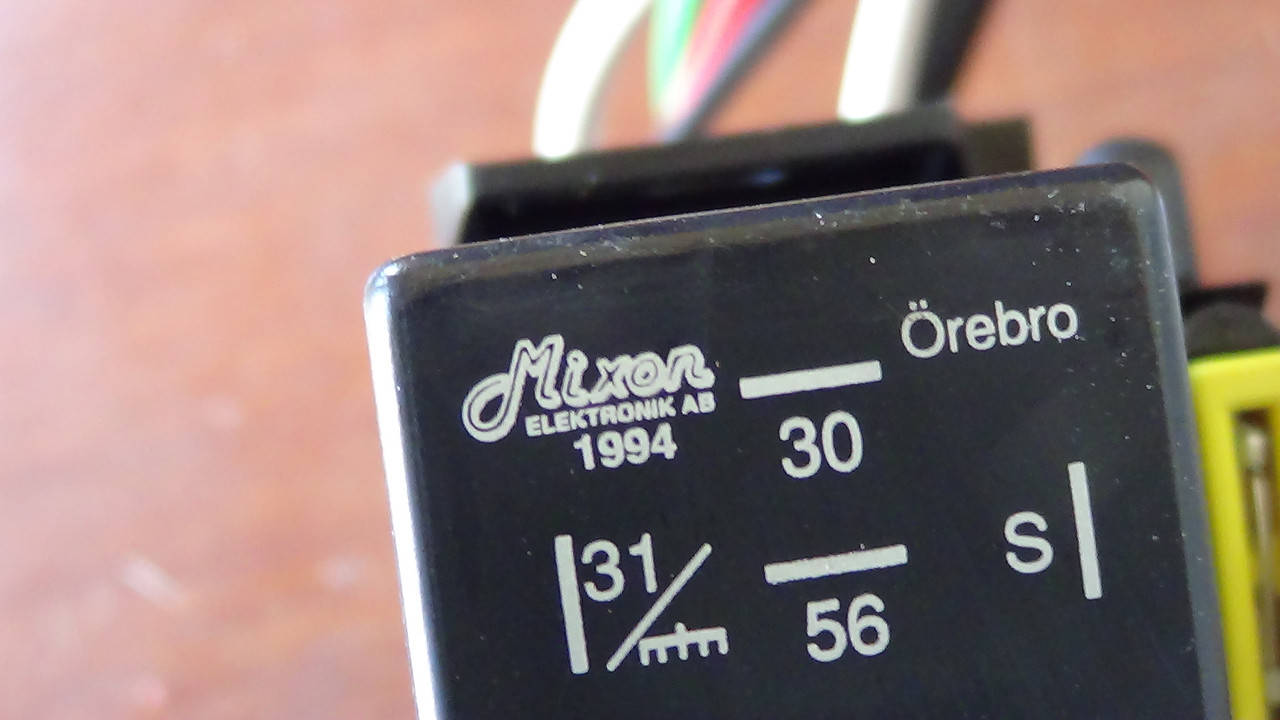 Mixon
ELEKTRONIK AB
1994
Örebro
30
31
56
S